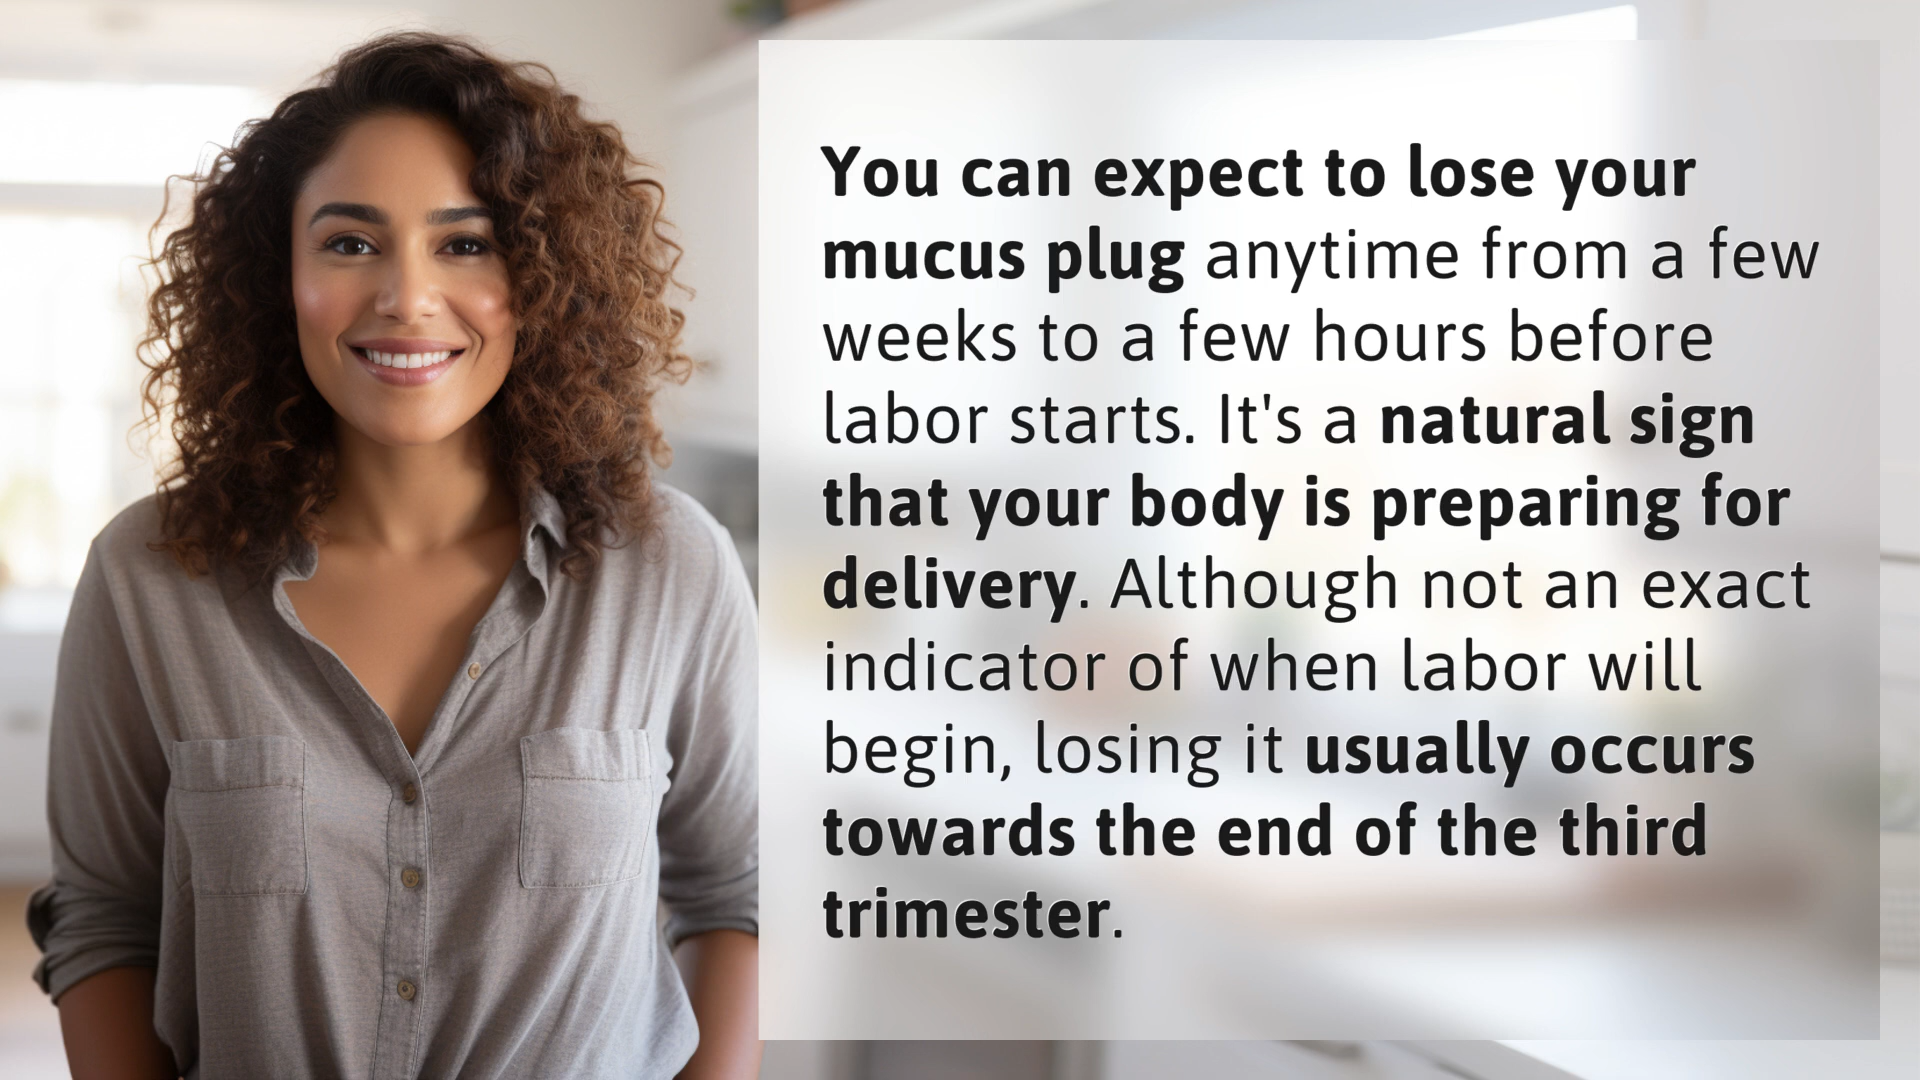 You can expect to lose your
mucus plug anytime from a few
weeks to a few hours before
labor starts. It's a natural sign
that your body is preparing for
delivery. Although not an exact
indicator of when labor will
begin, losing it usually occurs
towards the end of the third
trimester.